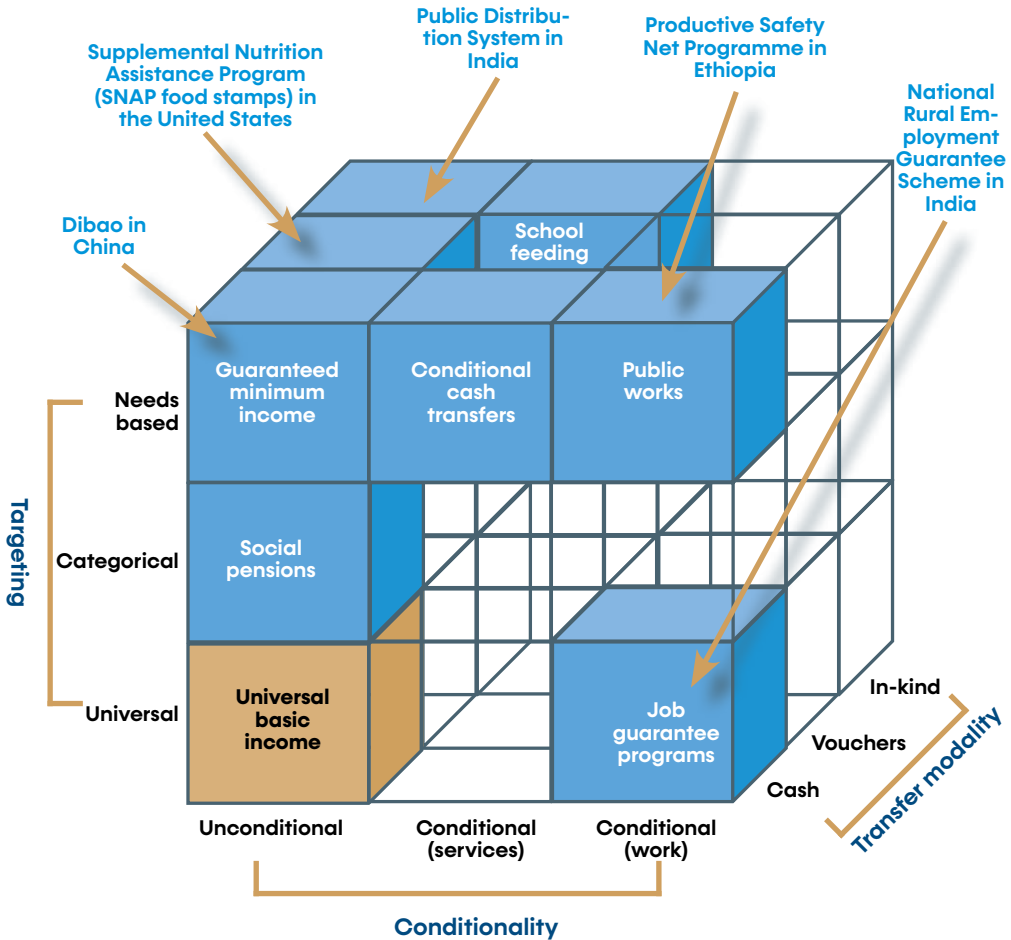 Public Distribu-
tion System in
India
Productive Safety
Net Programme in
Ethiopia
Supplemental Nutrition
Assistance Program
(SNAP food stamps) in
the United States
National
Rural Em-
ployment
Guarantee
Scheme in
India
Dibao in
China
School
feeding
Guaranteed
minimum
income
Conditional
cash
transfers
Public
works
Needs
based
Targeting
Categorical
Social
pensions
Universal
Universal
basic
income
Job
guarantee
programs
In-kind
Vouchers
Cash
Transfer modality
Unconditional
Conditional
(services)
Conditional
(work)
Conditionality